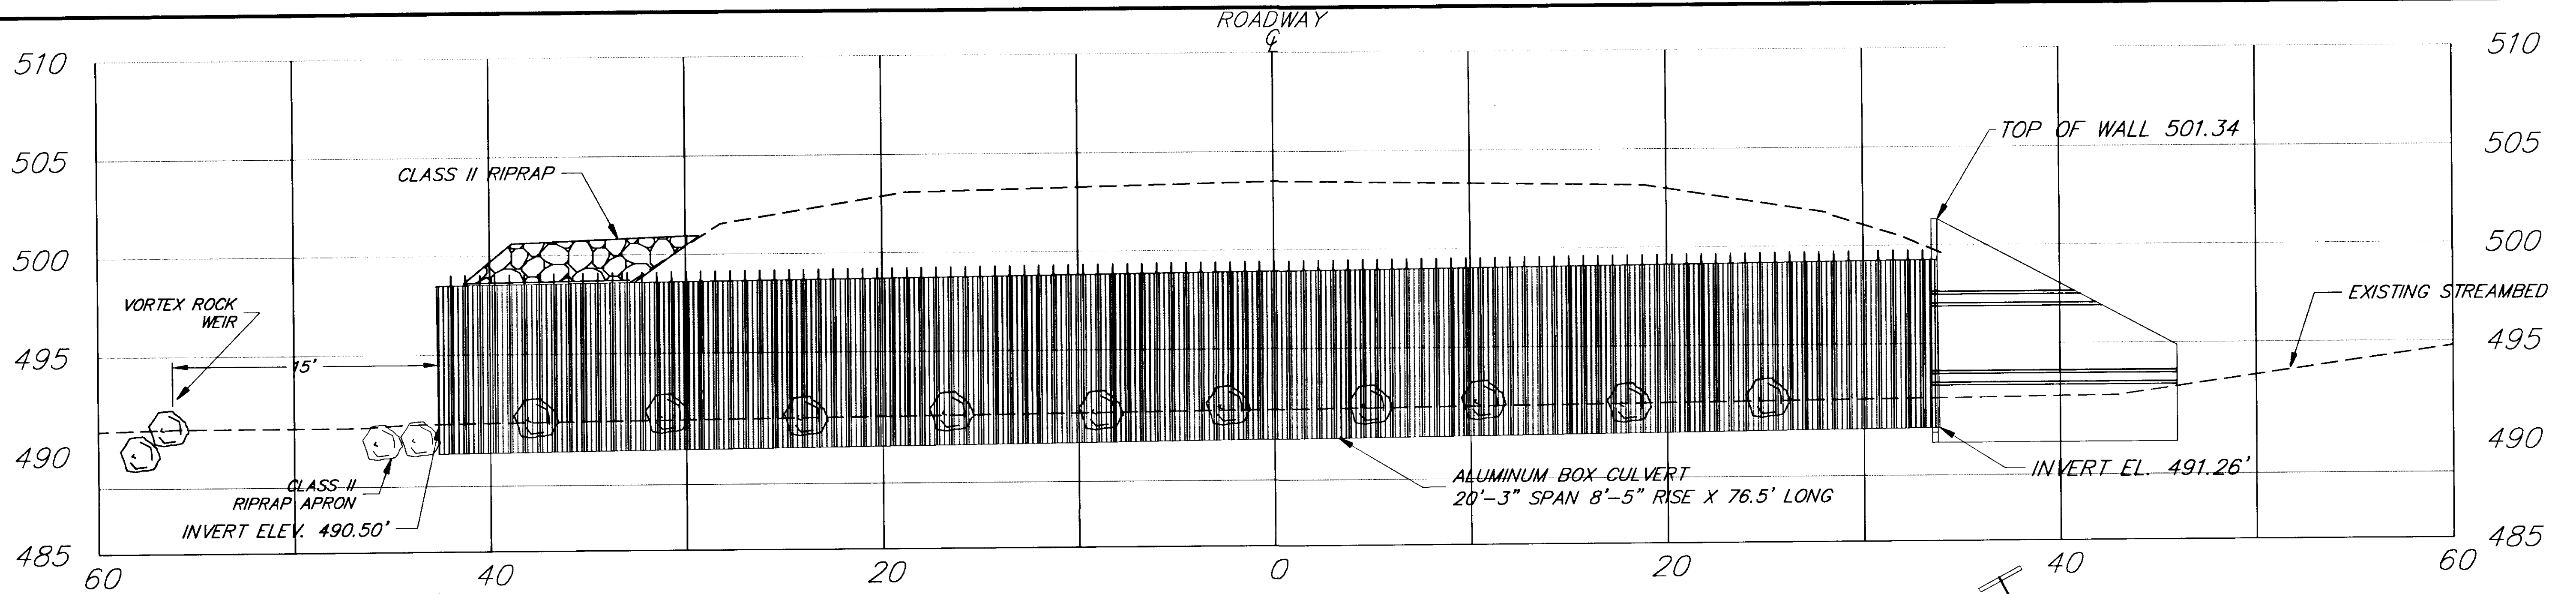 ROADWAY
℄
510
510
TOP OF WALL 501.34
505
505
CLASS II RIPRAP
500
500
EXISTING STREAMBED
VORTEX ROCK
WEIR
495
495
15'
490
490
INVERT EL. 491.26'
ALUMINUM BOX CULVERT
20'-3" SPAN 8'-5" RISE X 76.5' LONG
CLASS II
RIPRAP APRON
INVERT ELEV. 490.50'
485
485
60
40
20
0
20
40
60